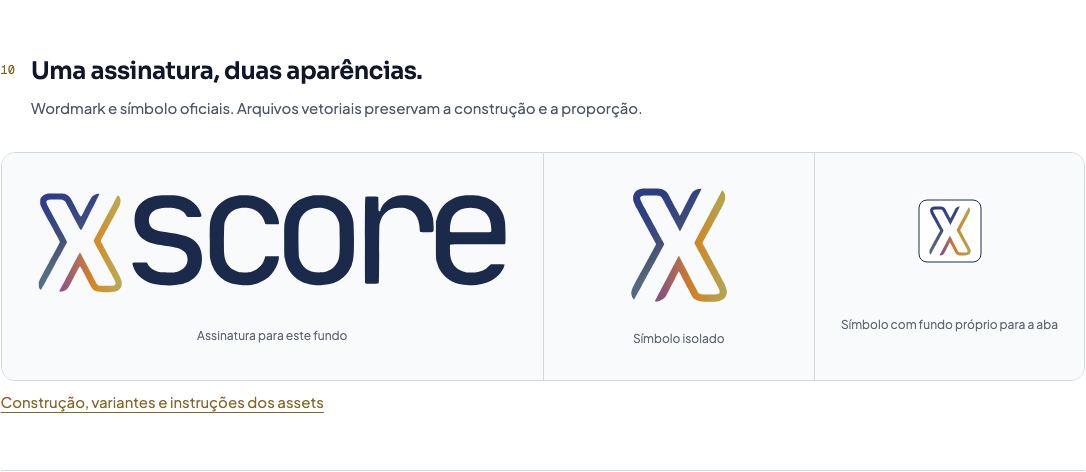 10
Uma assinatura, duas aparências.
Wordmark e símbolo oficiais. Arquivos vetoriais preservam a construção e a proporção.
xscore
X
X
Assinatura para este fundo
Símbolo isolado
Símbolo com fundo próprio para a aba
Construção, variantes e instruções dos assets